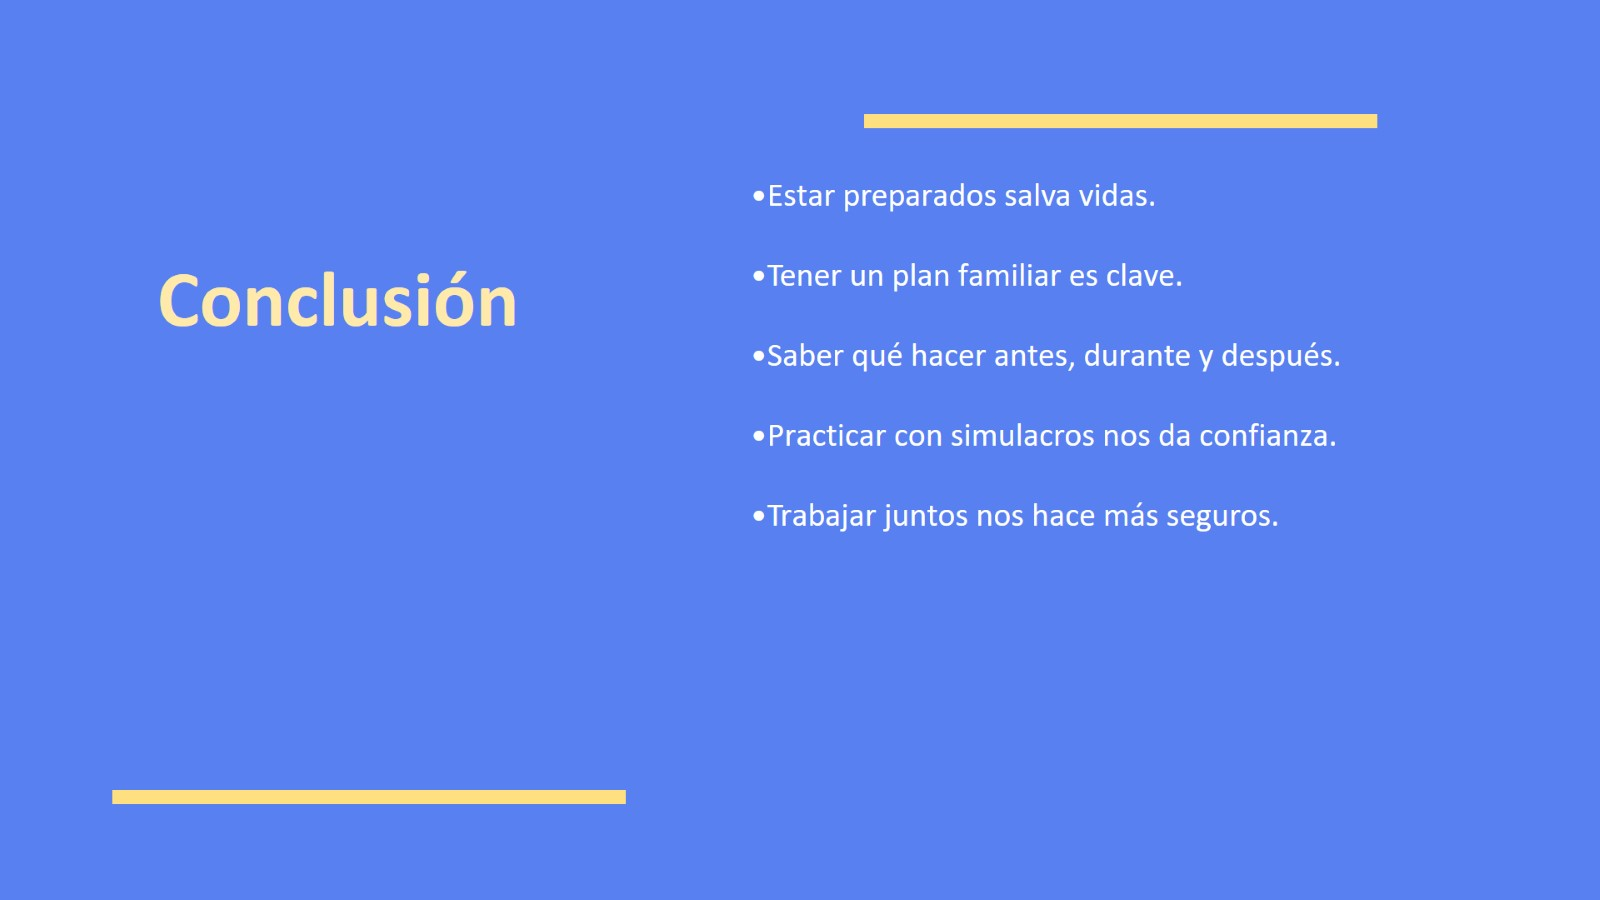 Conclusión
•Estar preparados salva vidas.
•Tener un plan familiar es clave.
•Saber qué hacer antes, durante y después.
•Practicar con simulacros nos da confianza.
•Trabajar juntos nos hace más seguros.